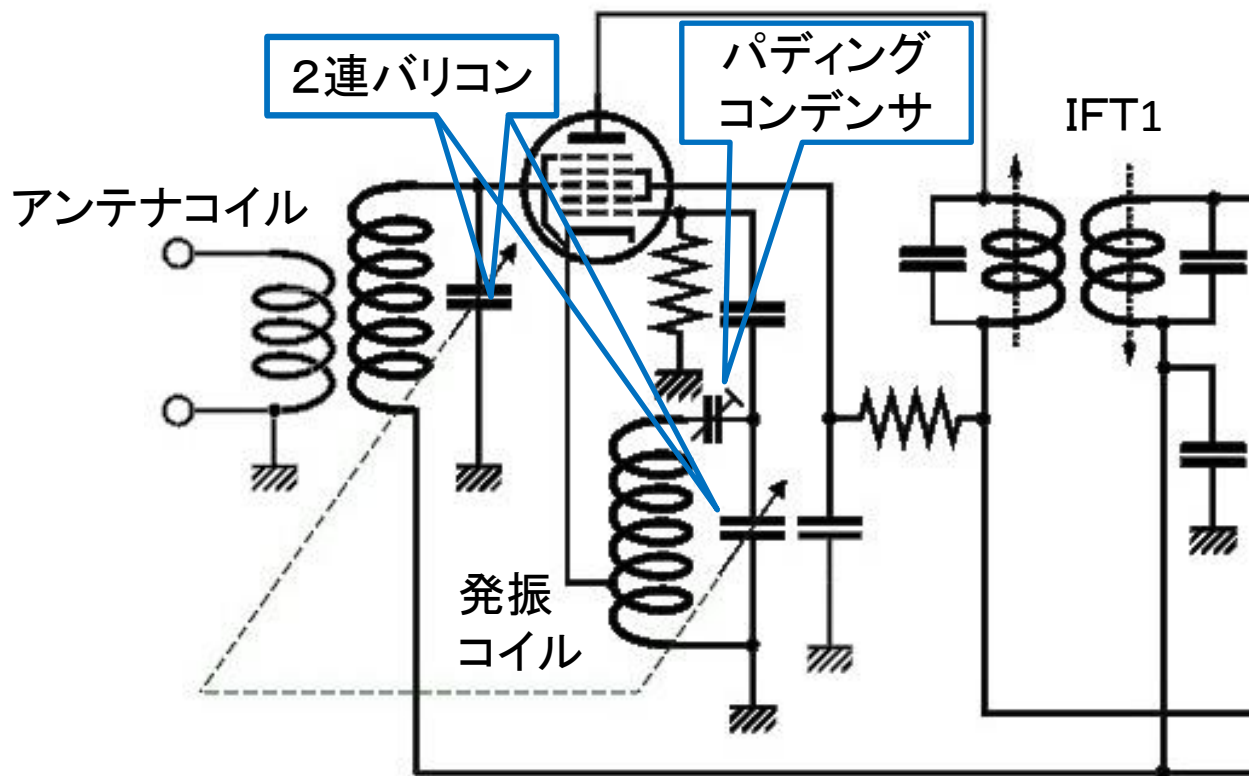 ２連バリコン
パディング
コンデンサ
IFT1
アンテナコイル
発振
コイル